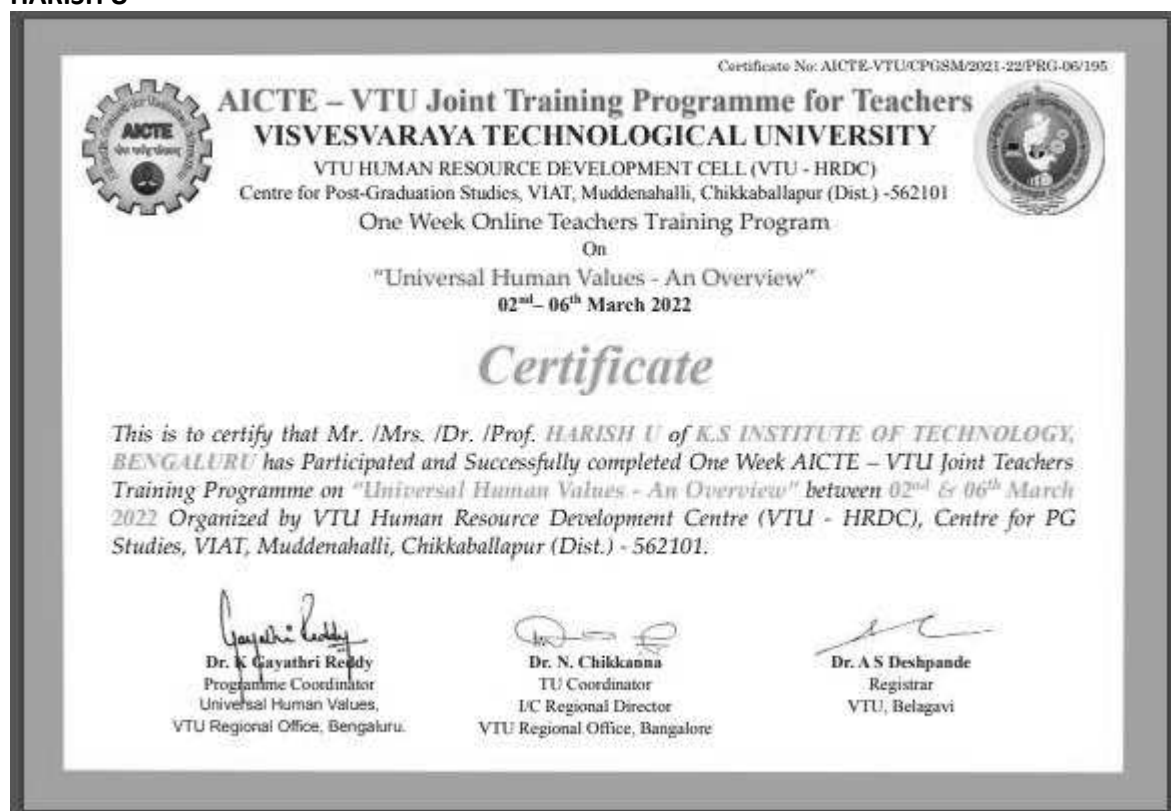 HARISH U
Certificate No: AICTE-VTU/CPGSM/2021-22/PRG-06/195
AICTE
AICTE – VTU Joint Training Programme for Teachers
VISVESVARAYA TECHNOLOGICAL UNIVERSITY
VTU HUMAN RESOURCE DEVELOPMENT CELL (VTU - HRDC)
Centre for Post-Graduation Studies, VIAT, Muddenahalli, Chikkaballapur (Dist.) -562101
One Week Online Teachers Training Program
On
"Universal Human Values - An Overview"
02nd– 06th March 2022
Certificate
This is to certify that Mr. /Mrs. /Dr. /Prof. HARISH U of K.S INSTITUTE OF TECHNOLOGY,
BENGALURU has Participated and Successfully completed One Week AICTE – VTU Joint Teachers
Training Programme on "Universal Human Values - An Overview" between 02nd & 06th March
2022 Organized by VTU Human Resource Development Centre (VTU - HRDC), Centre for PG
Studies, VIAT, Muddenahalli, Chikkaballapur (Dist.) - 562101.
Gayathri Reddy
Dr. K Gayathri Reddy
Programme Coordinator
Universal Human Values,
VTU Regional Office, Bengaluru.
Dr. N. Chikkanna
TU Coordinator
I/C Regional Director
VTU Regional Office, Bangalore
Dr. A S Deshpande
Registrar
VTU, Belagavi